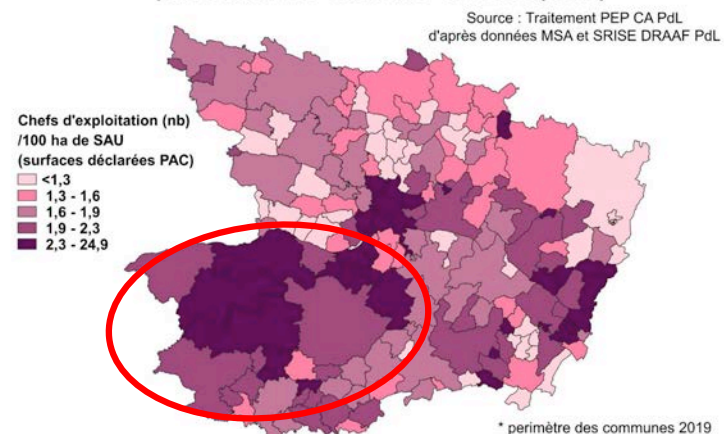 Source : Traitement PEP CA PdL
d'après données MSA et SRISE DRAAF PdL
Chefs d'exploitation (nb)
/100 ha de SAU
(surfaces déclarées PAC)
<1,3
1,3 - 1,6
1,6 - 1,9
1,9 - 2,3
2,3 - 24,9
* perimètre des communes 2019